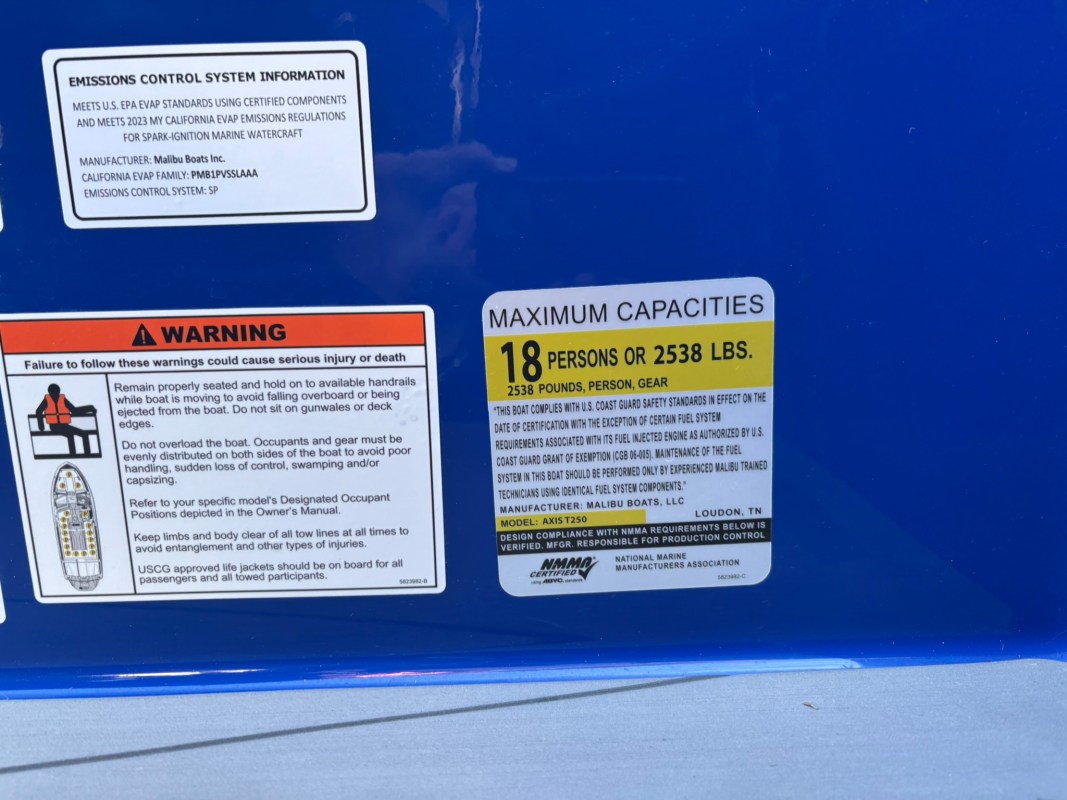 EMISSIONS CONTROL SYSTEM INFORMATION
MEETS U.S. EPA EVAP STANDARDS USING CERTIFIED COMPONENTS
AND MEETS 2023 MY CALIFORNIA EVAP EMISSIONS REGULATIONS
FOR SPARK-IGNITION MARINE WATERCRAFT
MANUFACTURER: Malibu Boats Inc.
CALIFORNIA EVAP FAMILY: PMB1PVSSLAAA
EMISSIONS CONTROL SYSTEM: SP
WARNING
Failure to follow these warnings could cause serious injury or death
Remain properly seated and hold on to available handrails
while boat is moving to avoid falling overboard or being
ejected from the boat. Do not sit on gunwales or deck
edges.
Do not overload the boat. Occupants and gear must be
evenly distributed on both sides of the boat to avoid poor
handling, sudden loss of control, swamping and/or
capsizing.
Refer to your specific model's Designated Occupant
Positions depicted in the Owner's Manual.
Keep limbs and body clear of all tow lines at all times to
avoid entanglement and other types of injuries.
USCG approved life jackets should be on board for all
passengers and all towed participants.
MAXIMUM CAPACITIES
18 PERSONS OR 2538 LBS.
2538 POUNDS, PERSON, GEAR
"THIS BOAT COMPLIES WITH U.S. COAST GUARD SAFETY STANDARDS IN EFFECT ON THE
DATE OF CERTIFICATION WITH THE EXCEPTION OF CERTAIN FUEL SYSTEM
REQUIREMENTS ASSOCIATED WITH ITS FUEL INJECTED ENGINE AS AUTHORIZED BY U.S.
COAST GUARD GRANT OF EXEMPTION (CGB 06-005). MAINTENANCE OF THE FUEL
SYSTEM IN THIS BOAT SHOULD BE PERFORMED ONLY BY EXPERIENCED MALIBU TRAINED
TECHNICIANS USING IDENTICAL FUEL SYSTEM COMPONENTS."
MANUFACTURER: MALIBU BOATS, LLC
LOUDON, TN
MODEL: AXIS T250
DESIGN COMPLIANCE WITH NMMA REQUIREMENTS BELOW IS
VERIFIED. MFGR. RESPONSIBLE FOR PRODUCTION CONTROL
NMMA
CERTIFIED
using ABYC standards
NATIONAL MARINE
MANUFACTURERS ASSOCIATION